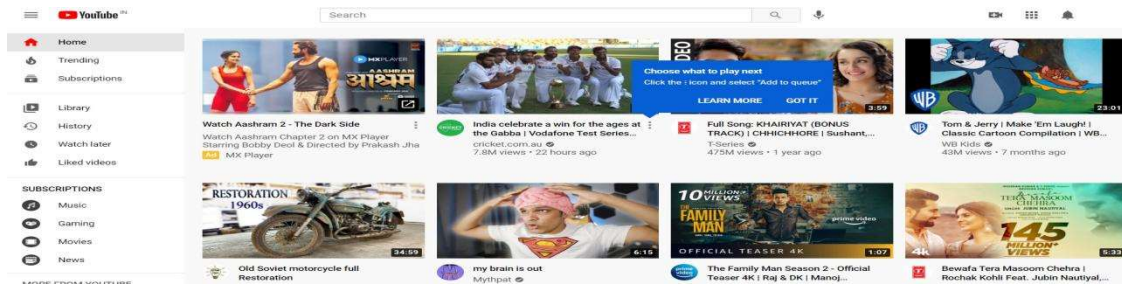 YouTube IN
Search
Home
Trending
Subscriptions
Library
History
Watch later
Liked videos
SUBSCRIPTIONS
Music
Gaming
Movies
News
MORE FROM YOUTUBE
MXPLAYER
AASHRAM
आश्रम
Watch Aashram 2 - The Dark Side
Watch Aashram Chapter 2 on MX Player
Starring Bobby Deol & Directed by Prakash Jha
Ad MX Player
India celebrate a win for the ages at
the Gabba | Vodafone Test Series...
cricket.com.au
7.8M views • 22 hours ago
Choose what to play next
Click the ⋮ icon and select "Add to queue"
LEARN MORE GOT IT
3:59
Full Song: KHAIRIYAT (BONUS
TRACK) | CHHICHHORE | Sushant,...
T-Series
475M views • 1 year ago
WB
23:01
Tom & Jerry | Make 'Em Laugh! |
Classic Cartoon Compilation | WB...
WB Kids
43M views • 7 months ago
RESTORATION
1960s
34:59
Old Soviet motorcycle full
Restoration
6:15
my brain is out
Mythpat
10 MILLION+
VIEWS
THE
FAMILY
MAN
prime video
OFFICIAL TEASER 4K
1:07
The Family Man Season 2 - Official
Teaser 4K | Raj & DK | Manoj...
BEWAFA
TERA MASOOM
CHEHRA
JUBIN NAUTIYAL
145
MILLION+
VIEWS
4k
5:33
Bewafa Tera Masoom Chehra |
Rochak Kohli Feat. Jubin Nautiyal,...